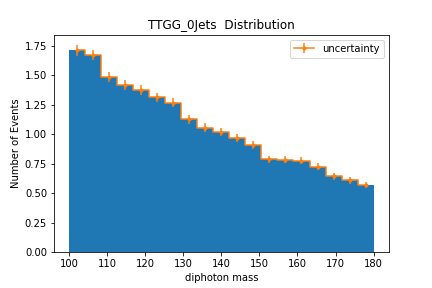 TTGG_0Jets  Distribution
uncertainty
Number of Events
1.75
1.50
1.25
1.00
0.75
0.50
0.25
0.00
100 110 120 130 140 150 160 170 180
diphoton mass